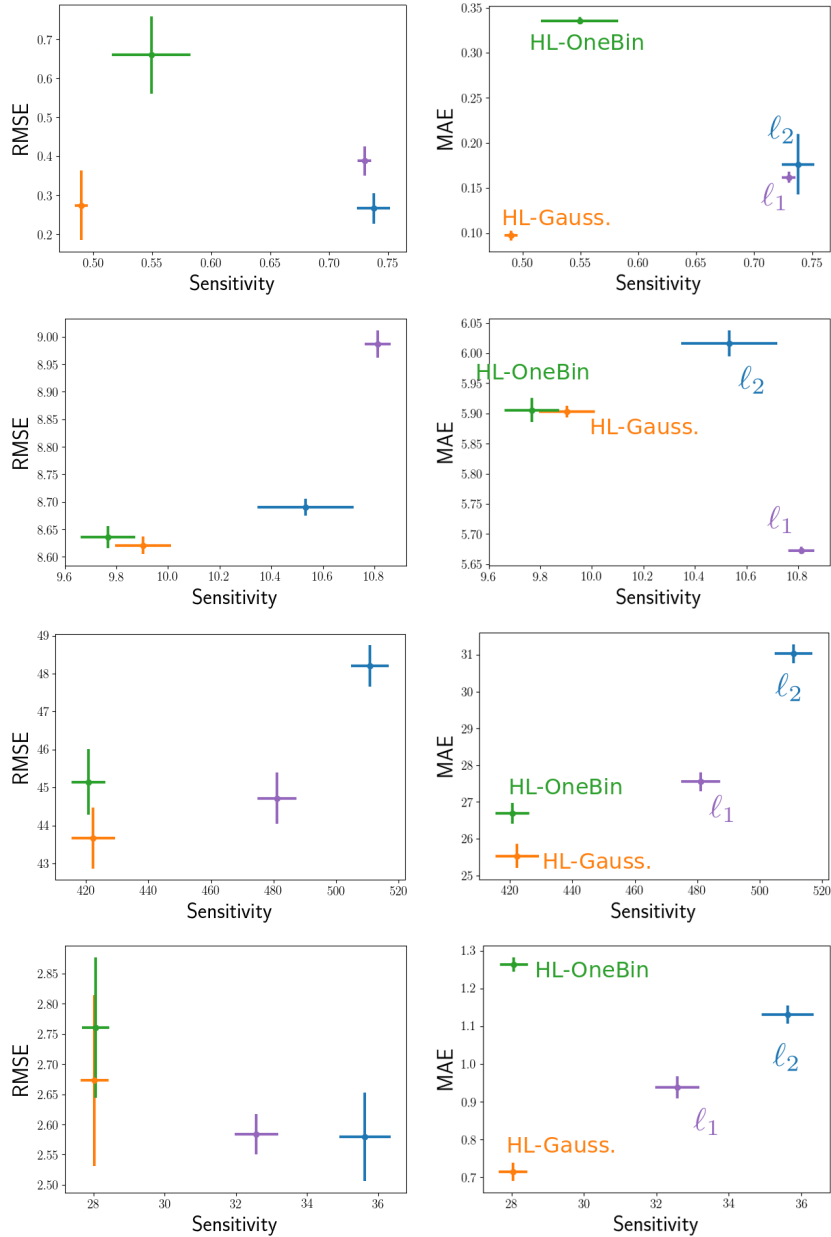 0.7
0.6
0.5
0.4
0.3
0.2
RMSE
0.50 0.55 0.60 0.65 0.70 0.75
Sensitivity
0.35
0.30
0.25
0.20
0.15
0.10
MAE
HL-OneBin
ℓ2
ℓ1
HL-Gauss.
0.50 0.55 0.60 0.65 0.70 0.75
Sensitivity
9.00
8.95
8.90
8.85
8.80
8.75
8.70
8.65
8.60
RMSE
9.6 9.8 10.0 10.2 10.4 10.6 10.8
Sensitivity
6.05
6.00
5.95
5.90
5.85
5.80
5.75
5.70
5.65
MAE
HL-OneBin
ℓ2
HL-Gauss.
ℓ1
9.6 9.8 10.0 10.2 10.4 10.6 10.8
Sensitivity
49
48
47
46
45
44
43
RMSE
420 440 460 480 500 520
Sensitivity
31
30
29
28
27
26
25
MAE
ℓ2
HL-OneBin
ℓ1
HL-Gauss.
420 440 460 480 500 520
Sensitivity
2.85
2.80
2.75
2.70
2.65
2.60
2.55
2.50
RMSE
28 30 32 34 36
Sensitivity
1.3
1.2
1.1
1.0
0.9
0.8
0.7
MAE
HL-OneBin
ℓ2
ℓ1
HL-Gauss.
28 30 32 34 36
Sensitivity